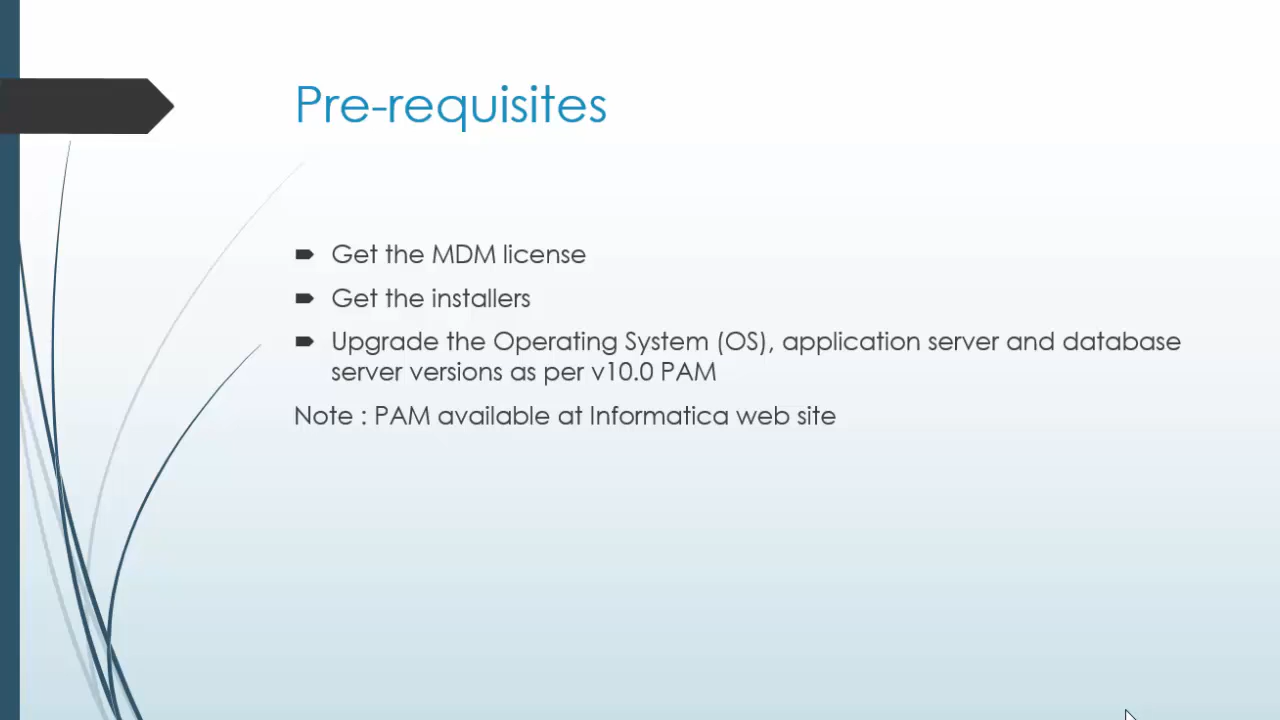 Pre-requisites
Get the MDM license
Get the installers
Upgrade the Operating System (OS), application server and database
server versions as per v10.0 PAM
Note : PAM available at Informatica web site